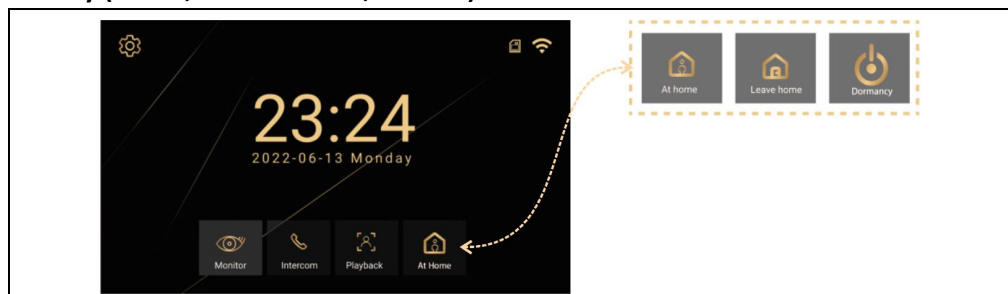 23:24
2022-06-13 Monday
Monitor
Intercom
Playback
At Home
At home
Leave home
Dormancy